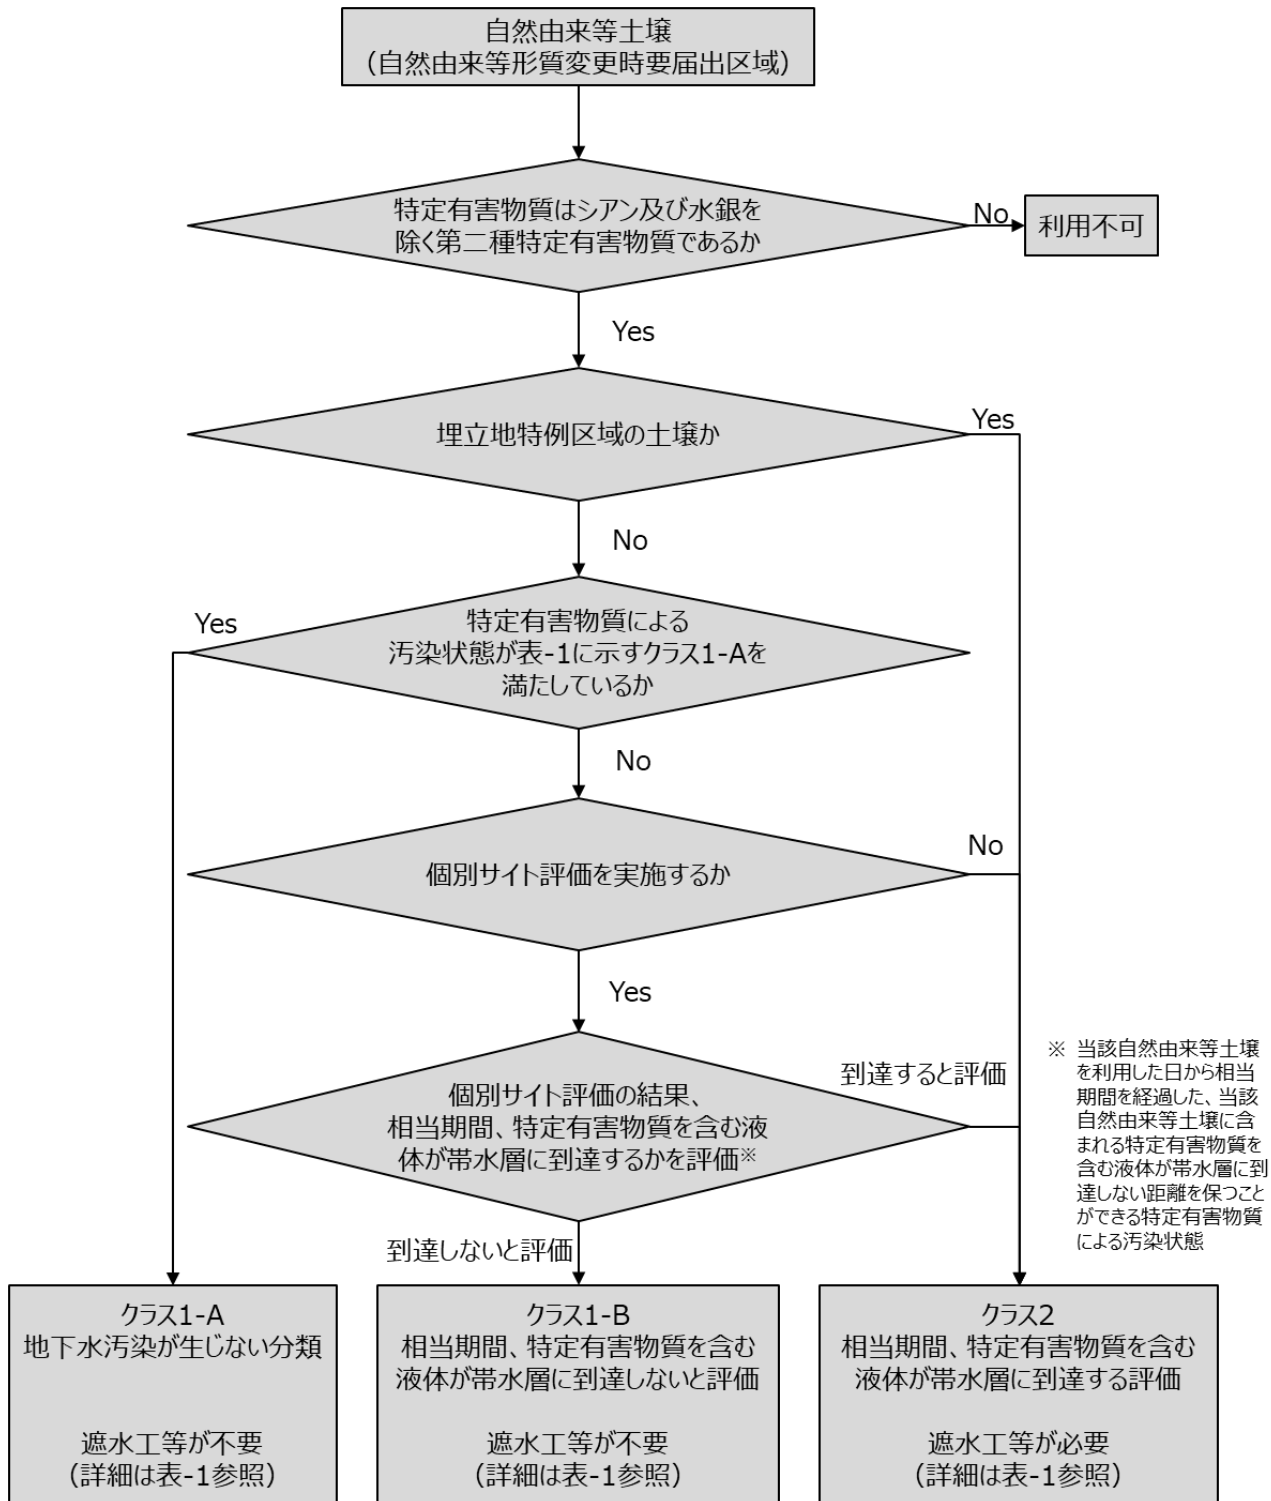 自然由来等土壌
（自然由来等形質変更時要届出区域）
特定有害物質はシアン及び水銀を
除く第二種特定有害物質であるか
No
利用不可
Yes
埋立地特例区域の土壌か
Yes
No
特定有害物質による
汚染状態が表-1に示すクラス1-Aを
満たしているか
Yes
No
個別サイト評価を実施するか
No
Yes
個別サイト評価の結果、
相当期間、特定有害物質を含む液
体が帯水層に到達するかを評価※
到達すると評価
到達しないと評価
※ 当該自然由来等土壌
を利用した日から相当
期間を経過した、当該
自然由来等土壌に含
まれる特定有害物質を
含む液体が帯水層に到
達しない距離を保つこと
ができる特定有害物質
による汚染状態
クラス1-A
地下水汚染が生じない分類
遮水工等が不要
（詳細は表-1参照）
クラス1-B
相当期間、特定有害物質を含む
液体が帯水層に到達しないと評価
遮水工等が不要
（詳細は表-1参照）
クラス2
相当期間、特定有害物質を含む
液体が帯水層に到達する評価
遮水工等が必要
（詳細は表-1参照）